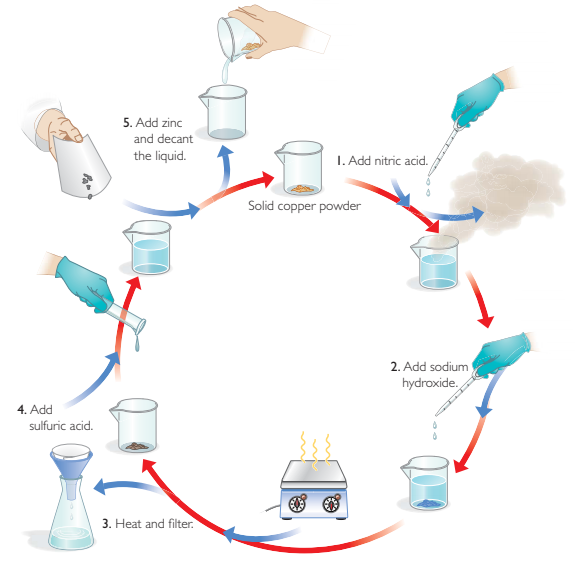 5. Add zinc
and decant
the liquid.
1. Add nitric acid.
Solid copper powder
2. Add sodium
hydroxide.
4. Add
sulfuric acid.
3. Heat and filter.